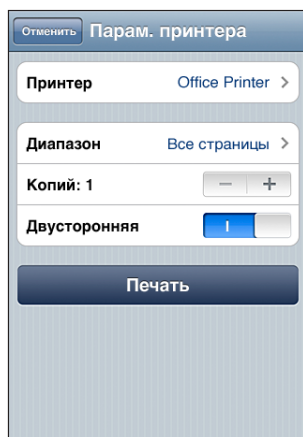 Отменить Парам. принтера
Принтер Office Printer >
Диапазон Все страницы >
Копий: 1 − +
Двусторонняя I
Печать